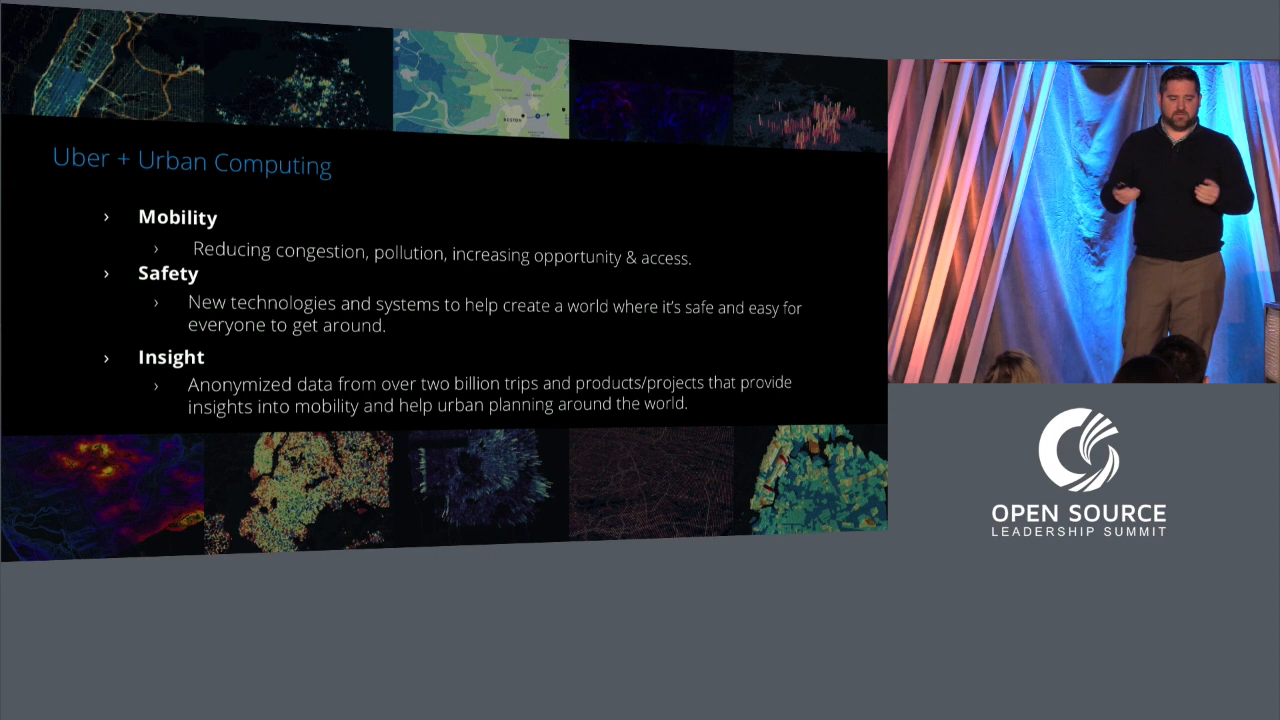 Uber + Urban Computing
› Mobility
› Reducing congestion, pollution, increasing opportunity & access.
› Safety
› New technologies and systems to help create a world where it's safe and easy for
everyone to get around.
› Insight
› Anonymized data from over two billion trips and products/projects that provide
insights into mobility and help urban planning around the world.
BOSTON
OPEN SOURCE
LEADERSHIP SUMMIT